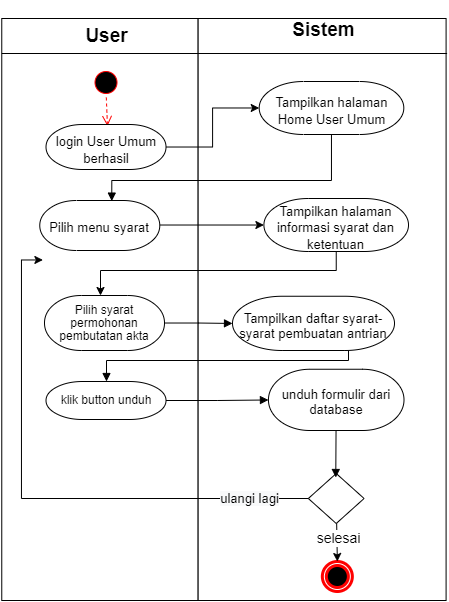 User
Sistem
login User Umum
berhasil
Tampilkan halaman
Home User Umum
Pilih menu syarat
Tampilkan halaman
informasi syarat dan
ketentuan
Pilih syarat
permohonan
pembutatan akta
Tampilkan daftar syarat-
syarat pembuatan antrian
klik button unduh
unduh formulir dari
database
ulangi lagi
selesai